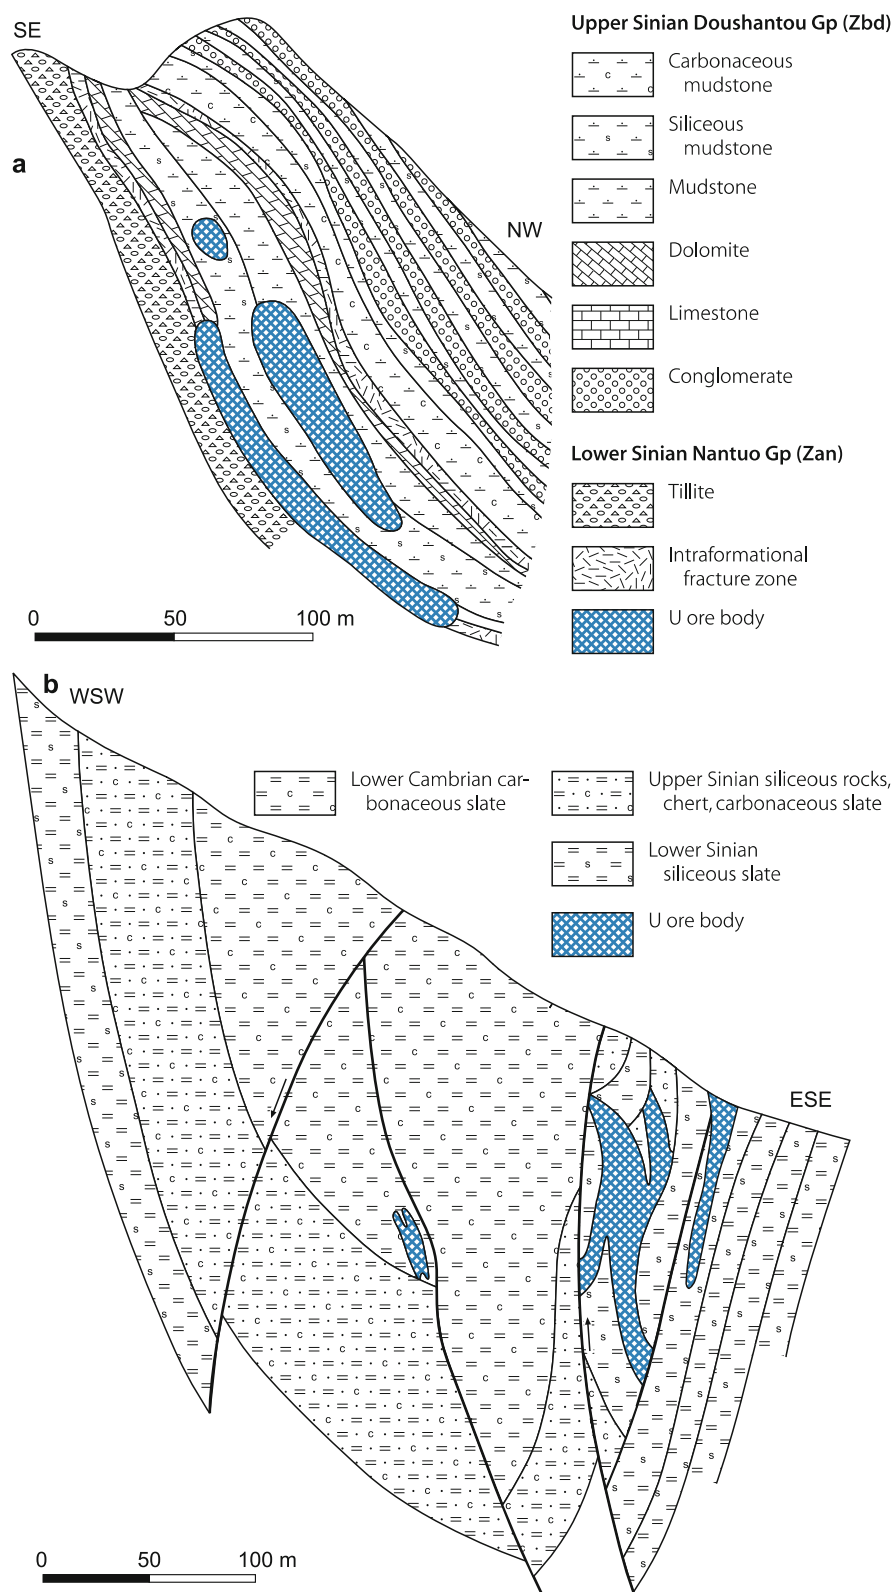 SE
a
NW
0 50 100 m
Upper Sinian Doushantou Gp (Zbd)
Carbonaceous
mudstone
Siliceous
mudstone
Mudstone
Dolomite
Limestone
Conglomerate
Lower Sinian Nantuo Gp (Zan)
Tillite
Intraformational
fracture zone
U ore body
b WSW
Lower Cambrian car-
bonaceous slate
Upper Sinian siliceous rocks,
chert, carbonaceous slate
Lower Sinian
siliceous slate
U ore body
ESE
0 50 100 m